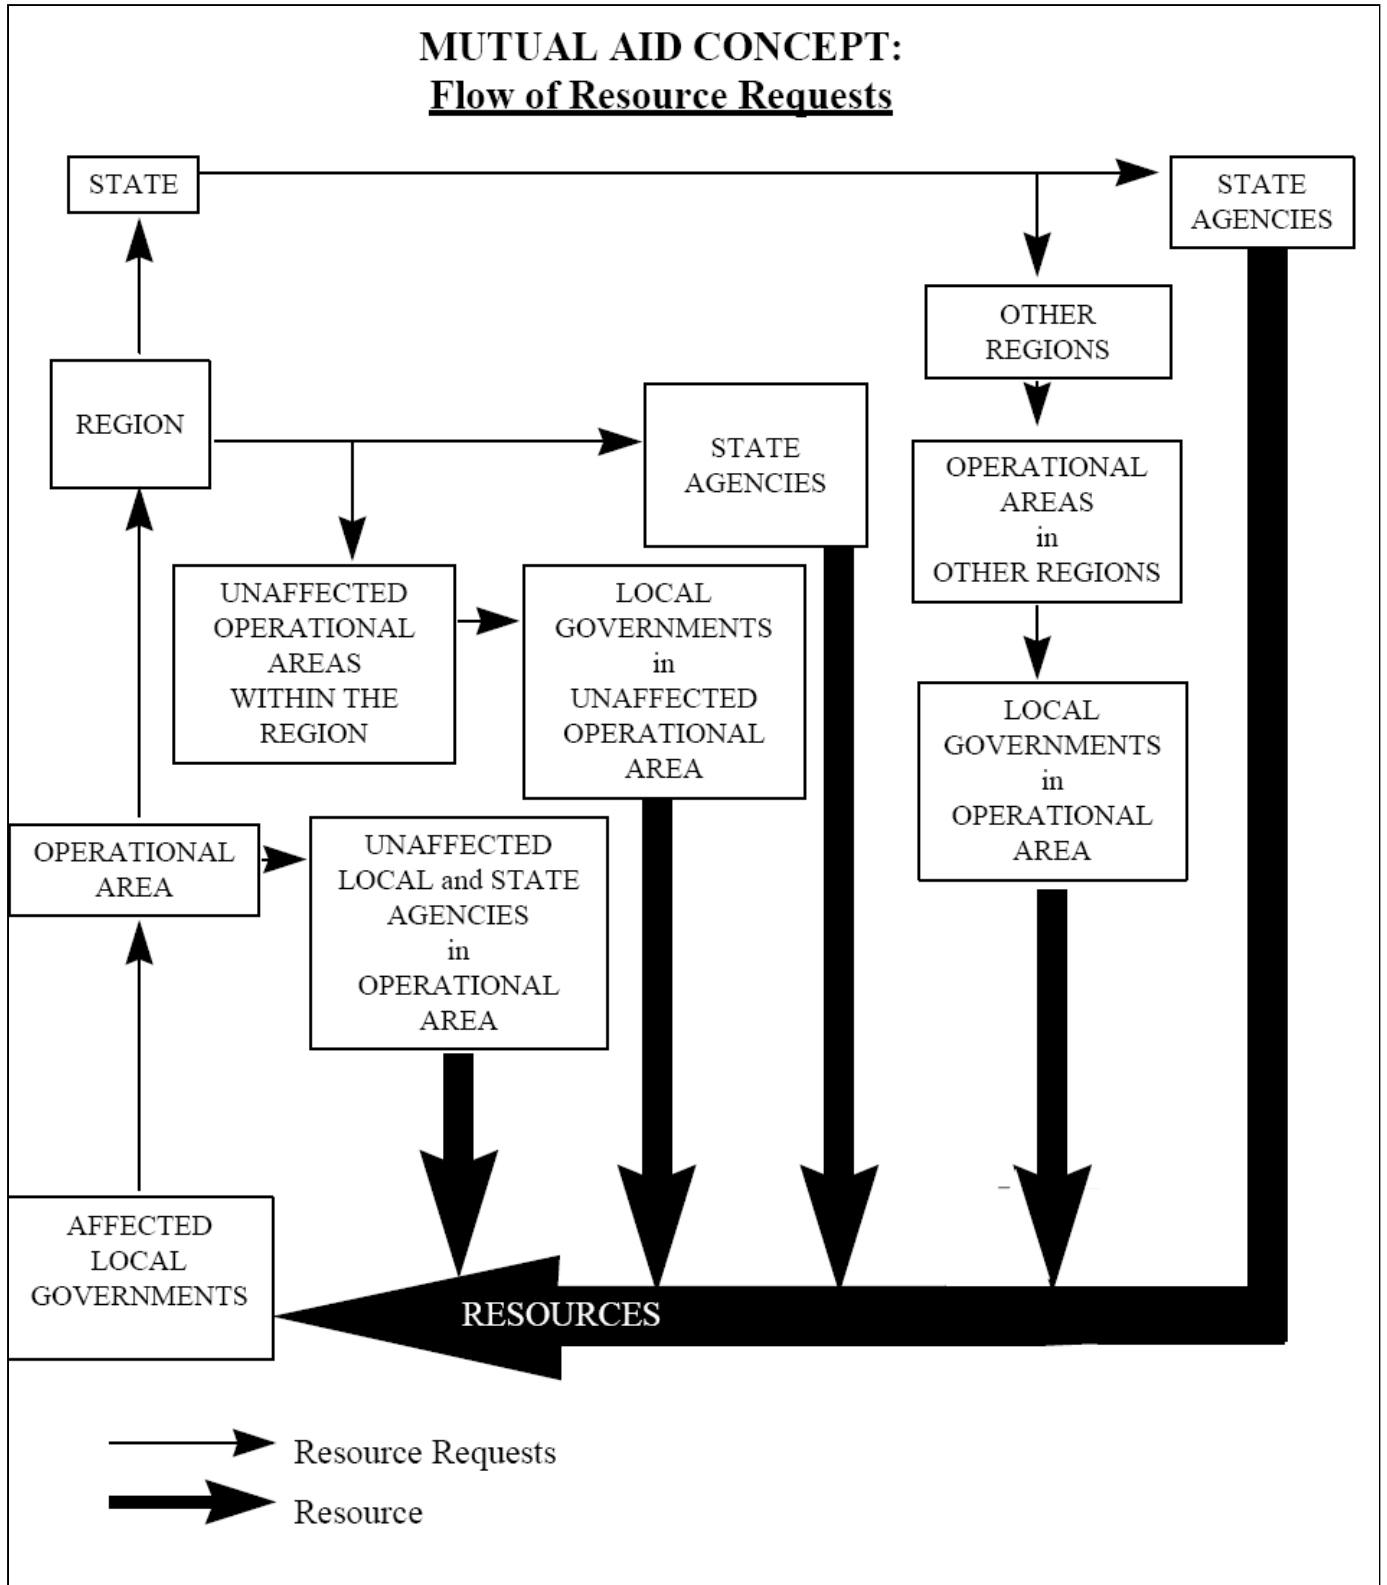 MUTUAL AID CONCEPT:
Flow of Resource Requests
STATE
STATE
AGENCIES
OTHER
REGIONS
REGION
STATE
AGENCIES
OPERATIONAL
AREAS
in
OTHER REGIONS
UNAFFECTED
OPERATIONAL
AREAS
WITHIN THE
REGION
LOCAL
GOVERNMENTS
in
UNAFFECTED
OPERATIONAL
AREA
LOCAL
GOVERNMENTS
in
OPERATIONAL
AREA
OPERATIONAL
AREA
UNAFFECTED
LOCAL and STATE
AGENCIES
in
OPERATIONAL
AREA
AFFECTED
LOCAL
GOVERNMENTS
RESOURCES
Resource Requests
Resource